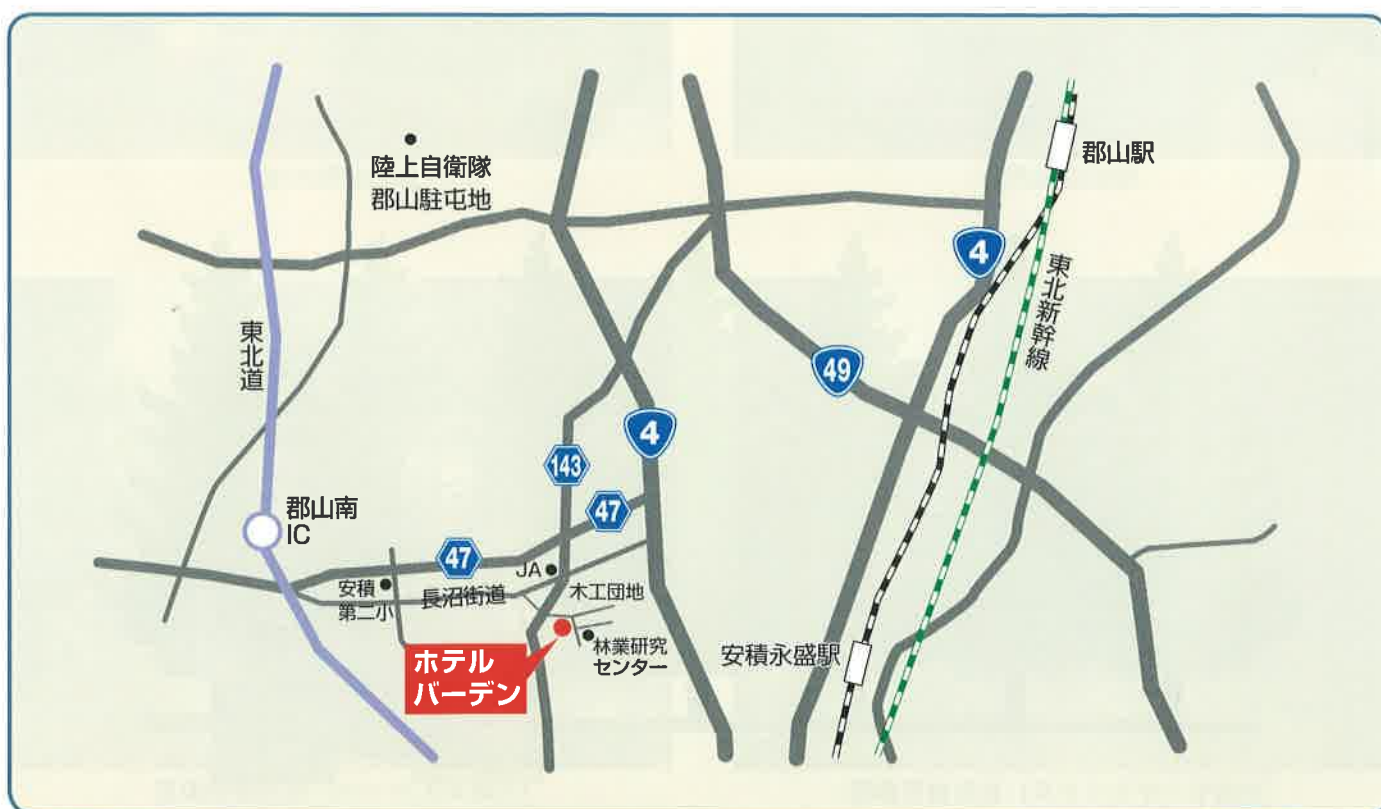 陸上自衛隊
郡山駐屯地
郡山駅
4
東北新幹線
東北道
49
4
143
郡山南
IC
47
47
JA
安積
第二小
長沼街道
木工団地
林業研究
センター
ホテル
バーデン
安積永盛駅